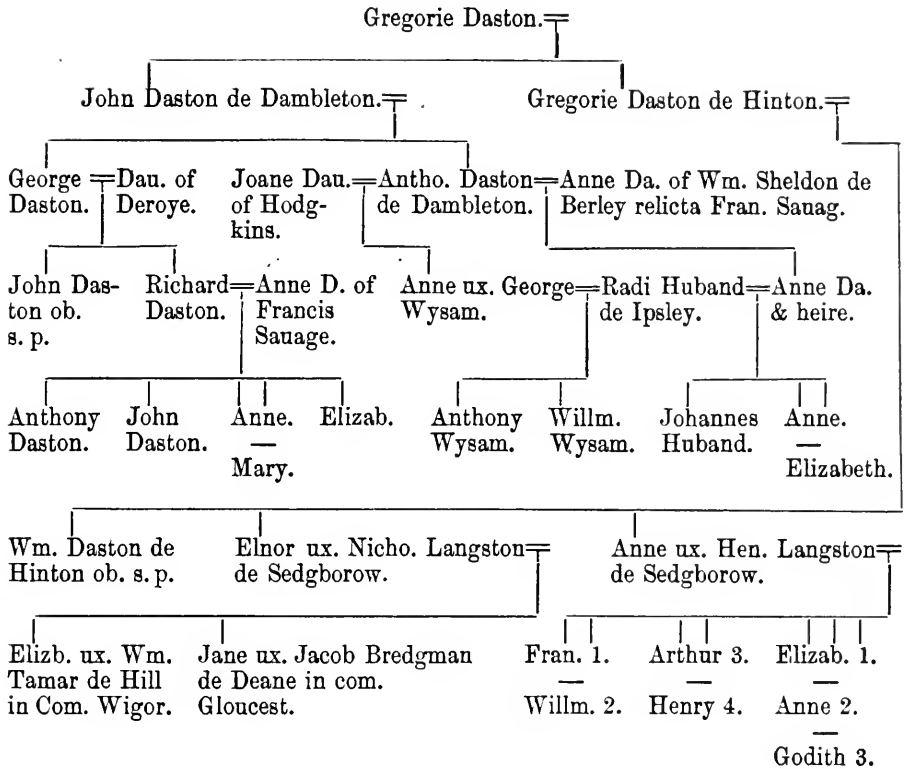 Gregorie Daston.
John Daston de Dambleton. Gregorie Daston de Hinton.
George Dau. of Joane Dau. Antho. Daston Anne Da. of Wm. Sheldon de
Daston. Deroye. of Hodg- de Dambleton. Berley relicta Fran. Sauag.
kins.
John Das- Richard Anne D. of Anne ux. George Radi Huband Anne Da.
ton ob. Daston. Francis Wysam. de Ipsley. & heire.
s. p. Sauage.
Anthony John Anne. Elizab. Anthony Willm. Johannes Anne.
Daston. Daston. — Wysam. Wysam. Huband. —
Mary. Elizabeth.
Wm. Daston de Elnor ux. Nicho. Langston Anne ux. Hen. Langston
Hinton ob. s. p. de Sedgborow. de Sedgborow.
Elizb. ux. Wm. Jane ux. Jacob Bredgman Fran. 1. Arthur 3. Elizab. 1.
Tamar de Hill de Deane in com. — — —
in Com. Wigor. Gloucest. Willm. 2. Henry 4. Anne 2.
—
Godith 3.